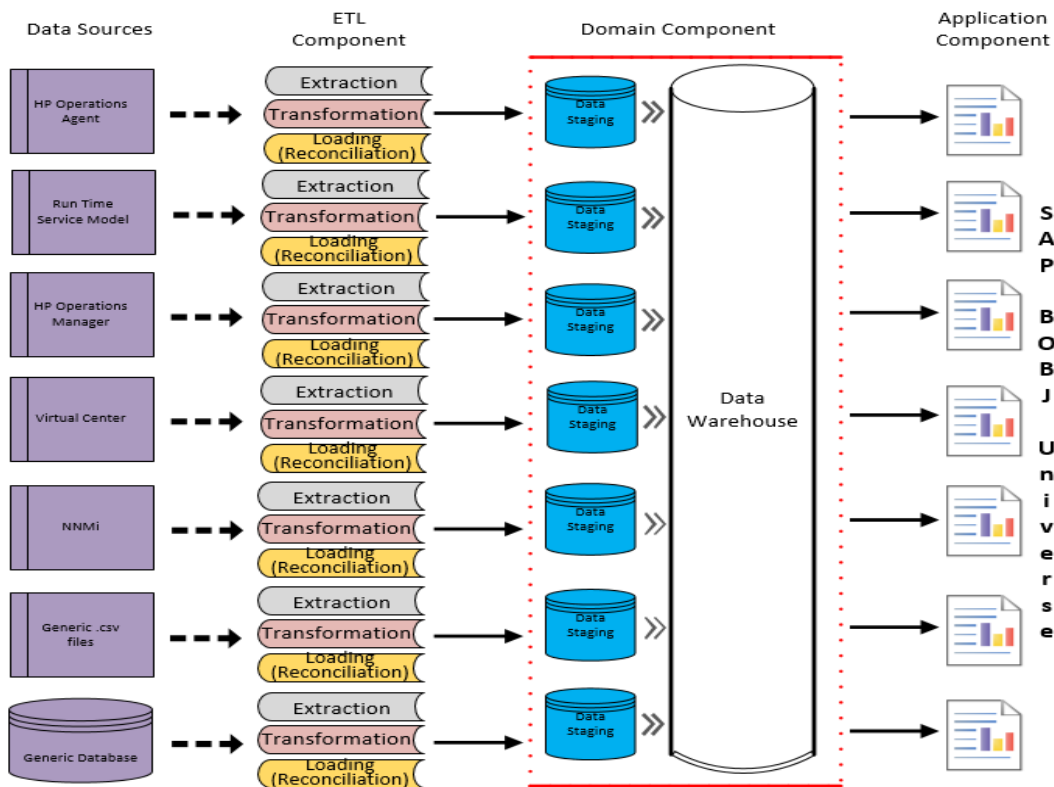 Data Sources
ETL
Component
Domain Component
Application
Component
HP Operations
Agent
Extraction
Transformation
Loading
(Reconciliation)
Data
Staging
Run Time
Service Model
Extraction
Transformation
Loading
(Reconciliation)
Data
Staging
HP Operations
Manager
Extraction
Transformation
Loading
(Reconciliation)
Data
Staging
Virtual Center
Extraction
Transformation
Loading
(Reconciliation)
Data
Staging
NNMi
Extraction
Transformation
Loading
(Reconciliation)
Data
Staging
Generic .csv
files
Extraction
Transformation
Loading
(Reconciliation)
Data
Staging
Generic Database
Extraction
Transformation
Loading
(Reconciliation)
Data
Staging
Data
Warehouse
SAP BOBJ Universe